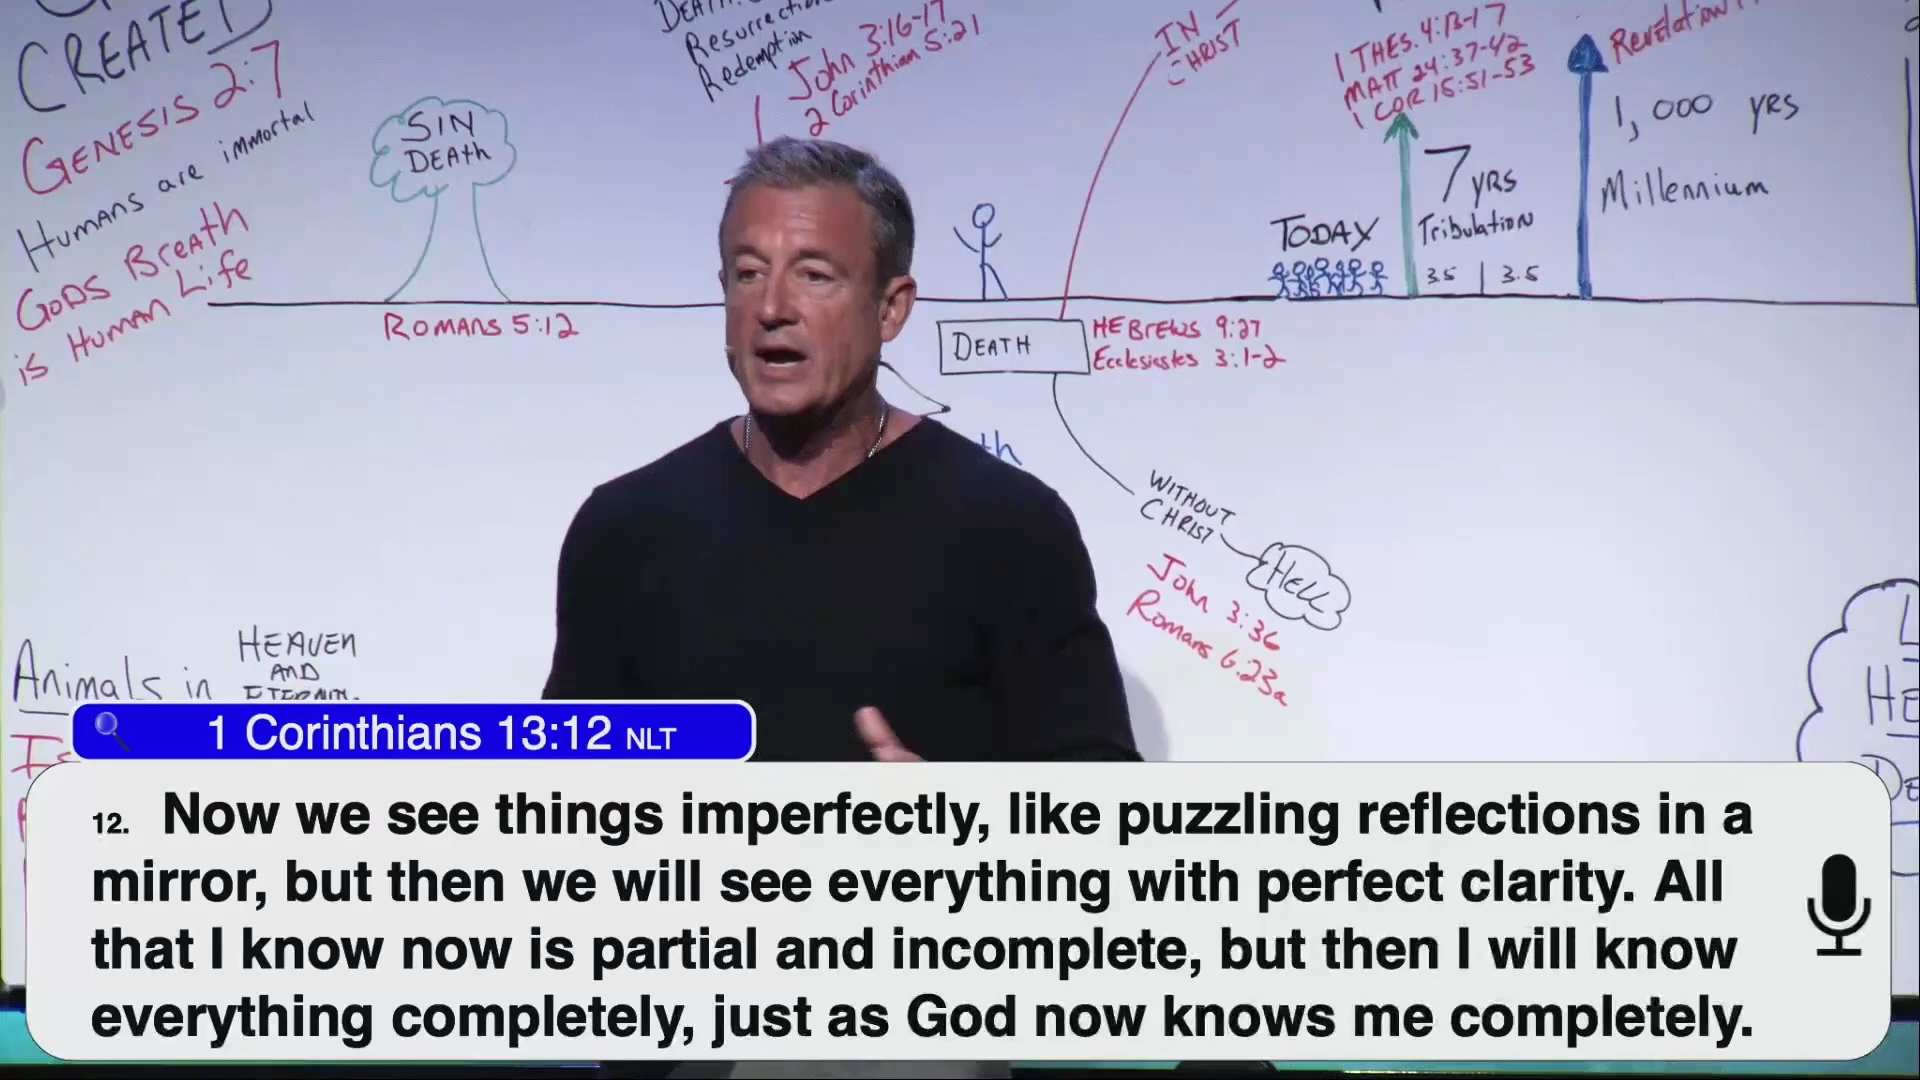 CREATED
GENESIS 2:7
Humans are immortal
GODS Breath
is Human Life
SIN
DEAth
ROMANS 5:12
Resurrection
Redemption
John 3:16-17
2 Corinthian 5:21
IN
CHRIST
DEATH
HEBREWS 9:27
Ecclesiastes 3:1-2
WITHOUT
CHRIST
HELL
John 3:36
Romans 6:23a
TODAY
1 THES. 4:13-17
MATT 24:37-42
1 COR 15:51-53
7 YRS
Tribulation
3.5 | 3.5
Revelation
1,000 YRS
Millennium
Animals in
HEAVEN
AND
1 Corinthians 13:12 NLT
12. Now we see things imperfectly, like puzzling reflections in a
mirror, but then we will see everything with perfect clarity. All
that I know now is partial and incomplete, but then I will know
everything completely, just as God now knows me completely.